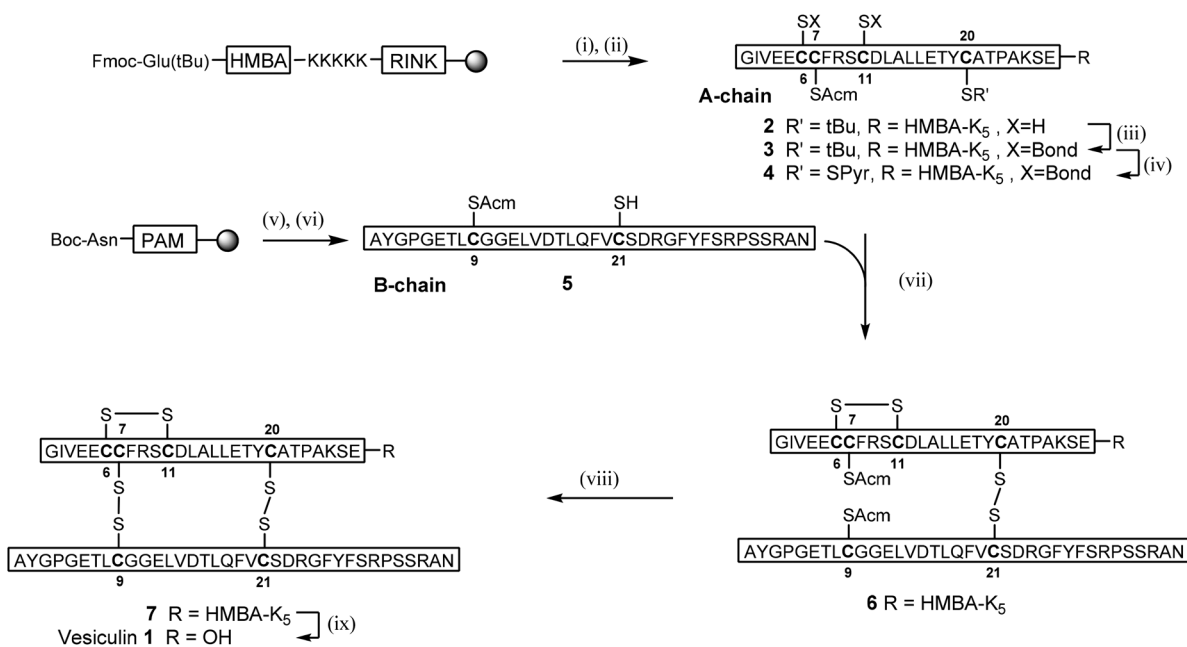 Fmoc-Glu(tBu) HMBA -KKKKK RINK
(i), (ii)
SX SX
7 20
GIVEECCFRSCDLALLETYCATPAKSE R
6 11
SAcm SR'
A-chain
2 R' = tBu, R = HMBA-K5 , X=H
(iii)
3 R' = tBu, R = HMBA-K5 , X=Bond
(iv)
4 R' = SPyr, R = HMBA-K5 , X=Bond
Boc-Asn PAM
(v), (vi)
SAcm SH
AYGPGETLCGGELVDTLQFVCSDRGFYFSRPSSRAN
9 21
B-chain 5
(vii)
S S
7 20
GIVEECCFRSCDLALLETYCATPAKSE R
6 11
SAcm S
SAcm S
AYGPGETLCGGELVDTLQFVCSDRGFYFSRPSSRAN
9 21
6 R = HMBA-K5
(viii)
S S
7 20
GIVEECCFRSCDLALLETYCATPAKSE R
6 11
S S
S S
AYGPGETLCGGELVDTLQFVCSDRGFYFSRPSSRAN
9 21
7 R = HMBA-K5
(ix)
Vesiculin 1 R = OH